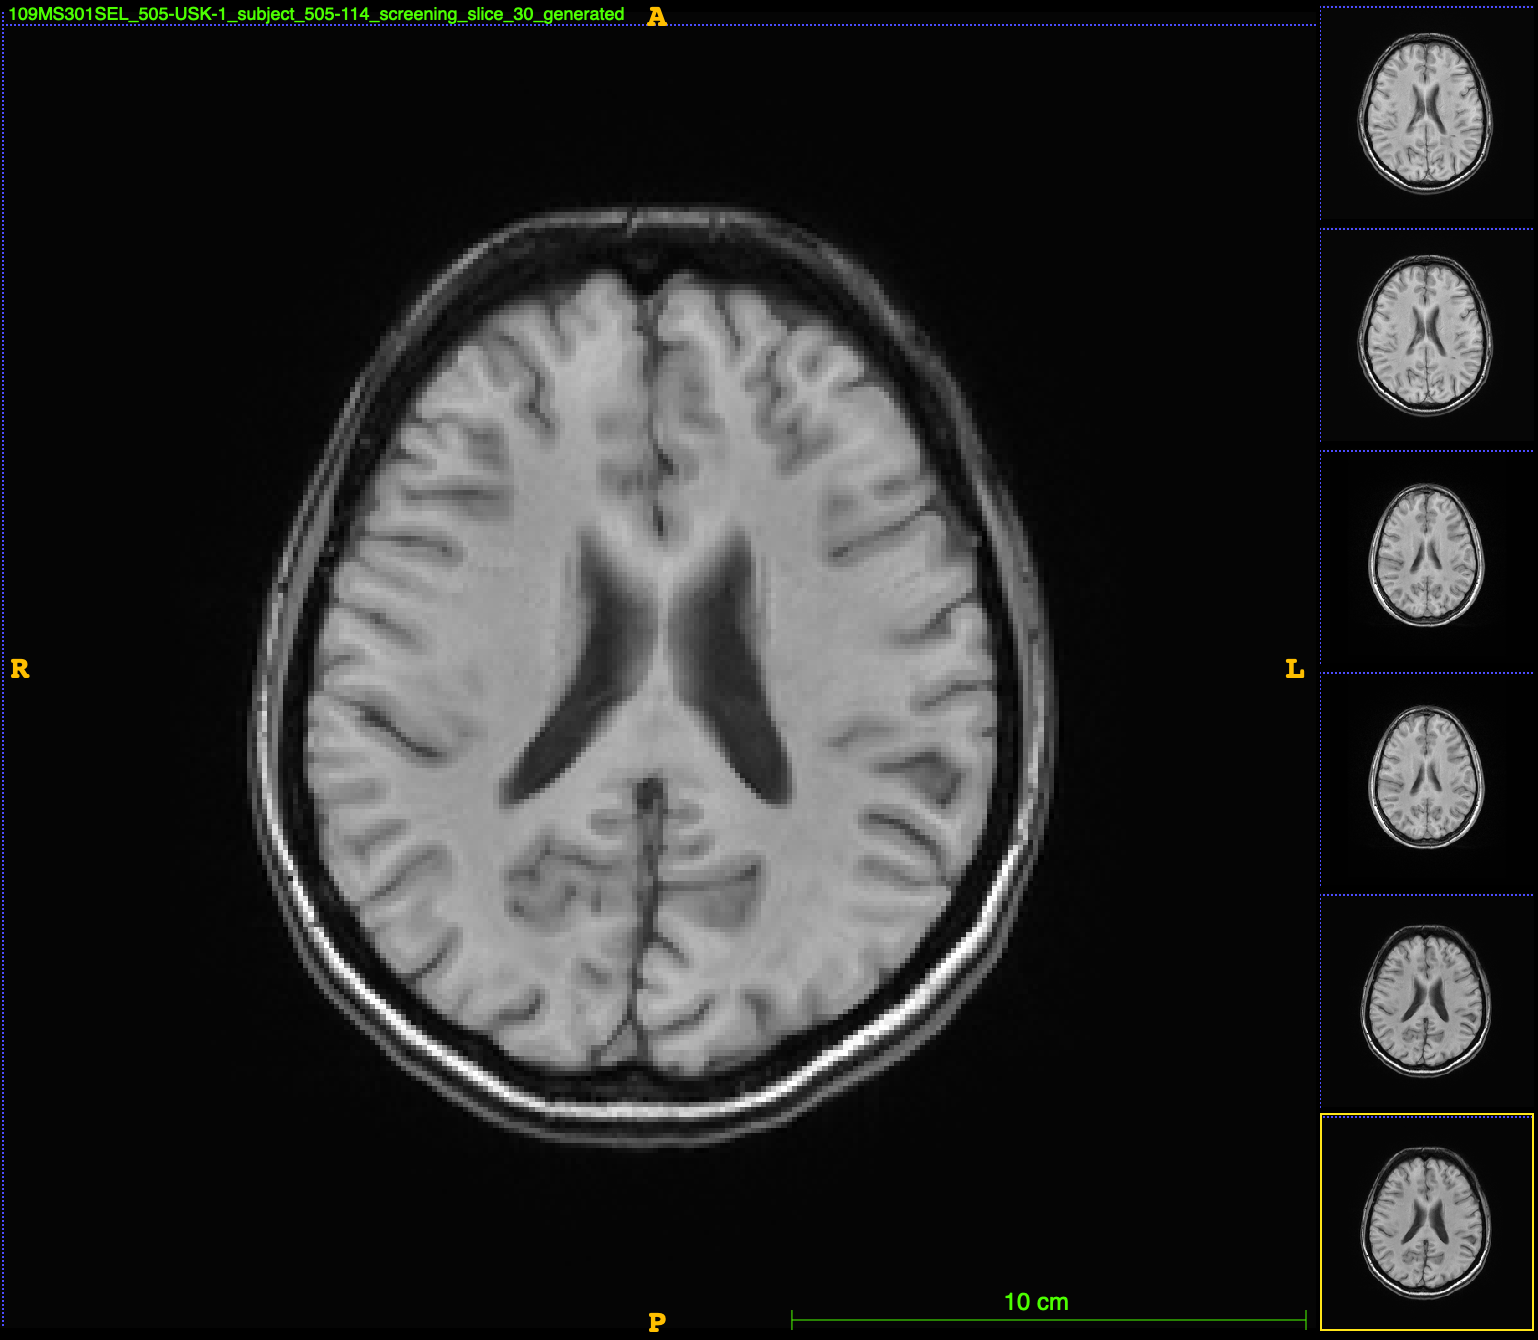 109MS301SEL_505-USK-1_subject_505-114_screening_slice_30_generated
A
R
L
10 cm
P